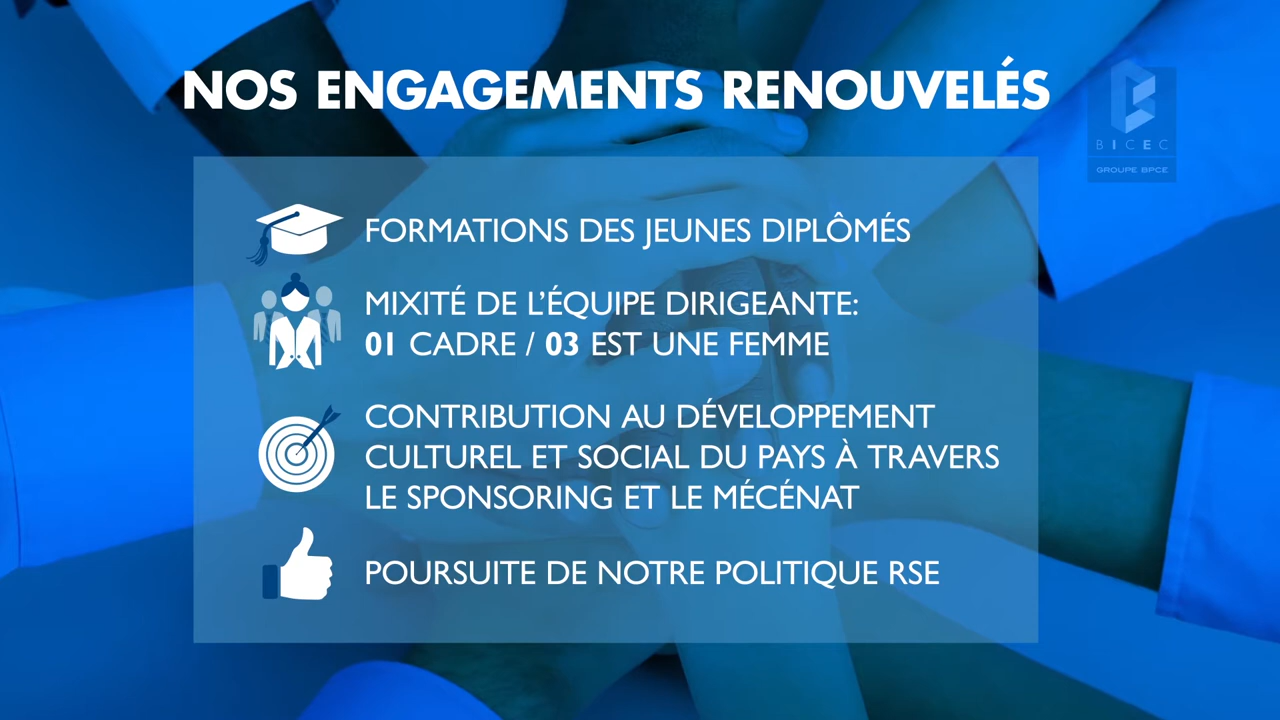 NOS ENGAGEMENTS RENOUVELÉS
BICEC
GROUPE BPCE
FORMATIONS DES JEUNES DIPLÔMÉS
MIXITÉ DE L'ÉQUIPE DIRIGEANTE:
01 CADRE / 03 EST UNE FEMME
CONTRIBUTION AU DÉVELOPPEMENT
CULTUREL ET SOCIAL DU PAYS À TRAVERS
LE SPONSORING ET LE MÉCÉNAT
POURSUITE DE NOTRE POLITIQUE RSE